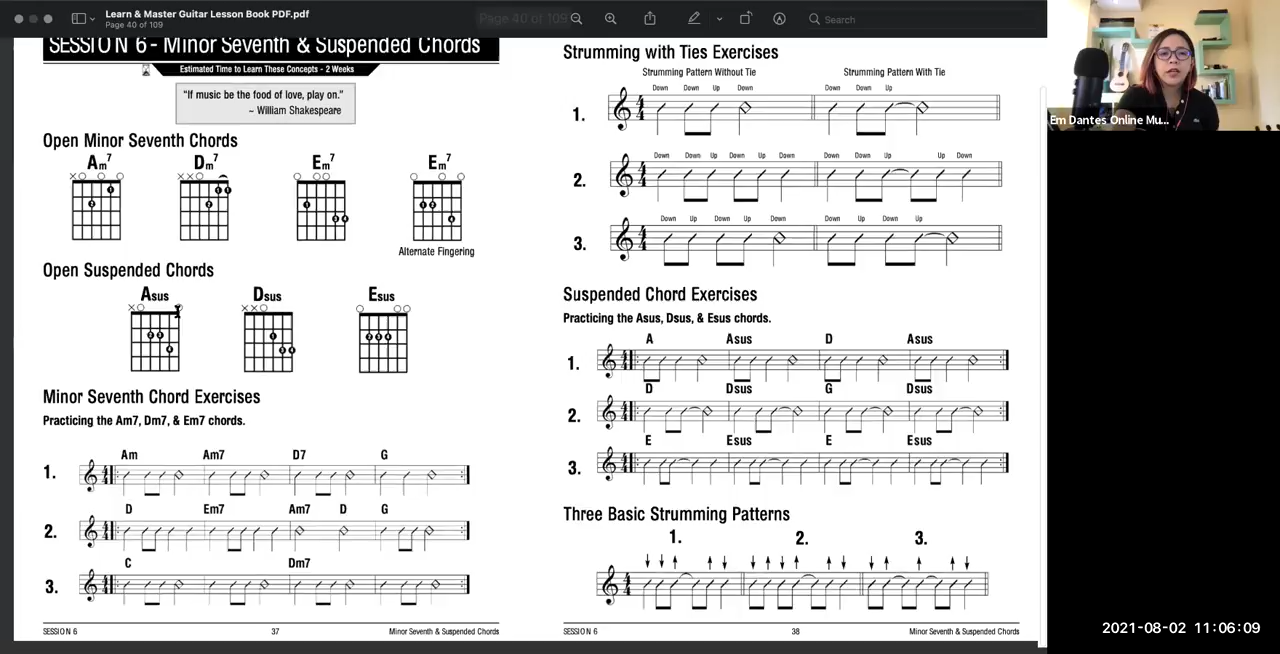 Learn & Master Guitar Lesson Book PDF.pdf
Page 40 of 109
Page 40 of 109
Search
SESSION 6 - Minor Seventh & Suspended Chords
Estimated Time to Learn These Concepts - 2 Weeks
“If music be the food of love, play on.”
– William Shakespeare
Open Minor Seventh Chords
Am7 Dm7 Em7 Em7
Alternate Fingering
Open Suspended Chords
Asus Dsus Esus
Minor Seventh Chord Exercises
Practicing the Am7, Dm7, & Em7 chords.
1. Am Am7 D7 G
2. D Em7 Am7 D G
3. C Dm7
SESSION 6 37 Minor Seventh & Suspended Chords
Strumming with Ties Exercises
Strumming Pattern Without Tie Strumming Pattern With Tie
Down Down Up Down Down Down Up
1.
Down Down Up Down Up Down Down Down Up Up Down
2.
Down Up Down Up Down Down Up Down Up
3.
Suspended Chord Exercises
Practicing the Asus, Dsus, & Esus chords.
1. A Asus D Asus
2. D Dsus G Dsus
3. E Esus E Esus
Three Basic Strumming Patterns
1. 2. 3.
SESSION 6 38 Minor Seventh & Suspended Chords
Em Dantes Online Mu...
2021-08-02 11:06:09